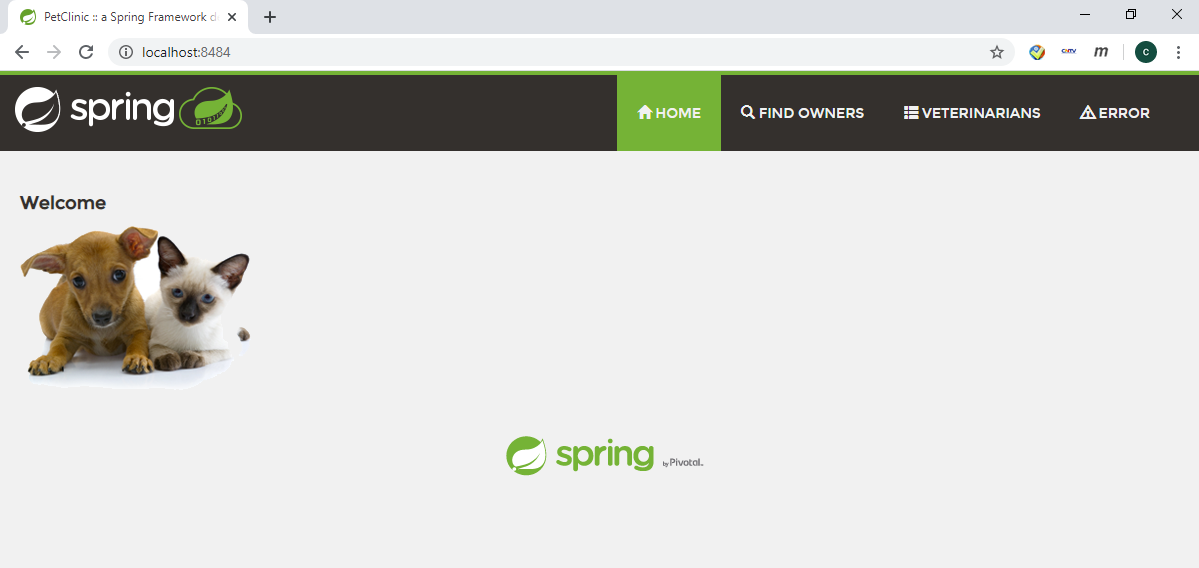 PetClinic :: a Spring Framework d
localhost:8484
m
C
spring
HOME
FIND OWNERS
VETERINARIANS
ERROR
Welcome
spring by Pivotal.